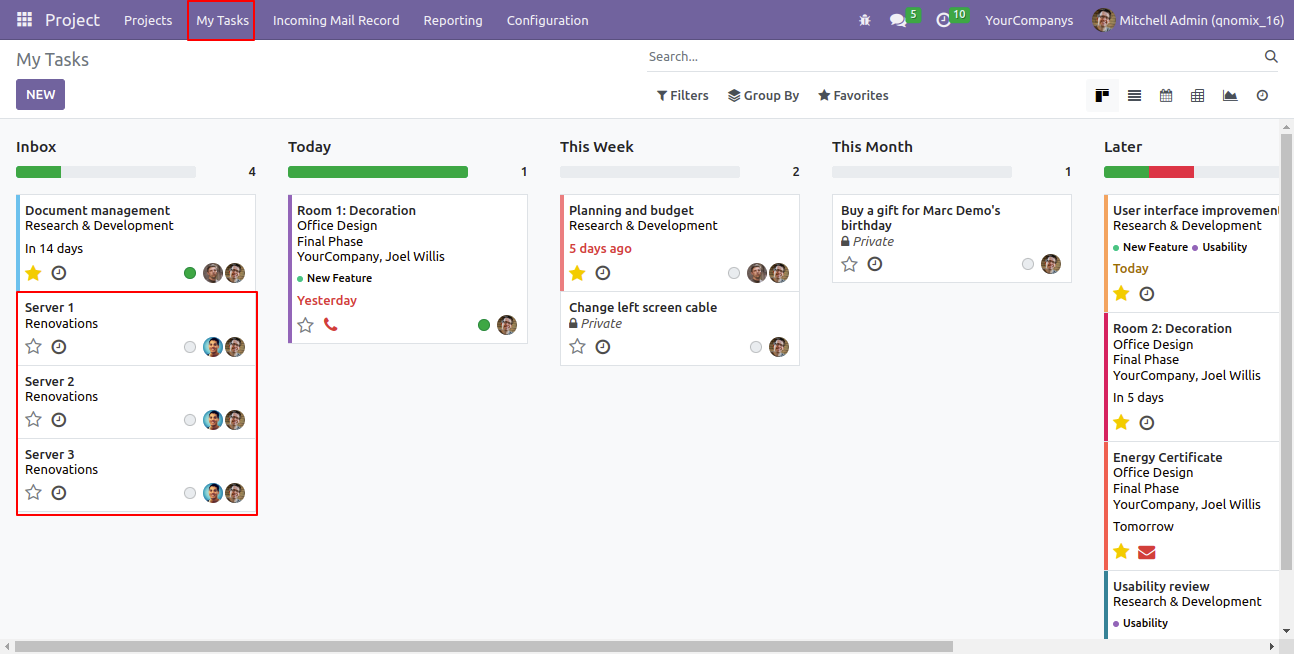 Project
Projects
My Tasks
Incoming Mail Record
Reporting
Configuration
5
10
YourCompanys
Mitchell Admin (qnomix_16)
My Tasks
Search...
NEW
Filters
Group By
Favorites
Inbox
4
Document management
Research & Development
In 14 days
Server 1
Renovations
Server 2
Renovations
Server 3
Renovations
Today
1
Room 1: Decoration
Office Design
Final Phase
YourCompany, Joel Willis
New Feature
Yesterday
This Week
2
Planning and budget
Research & Development
5 days ago
Change left screen cable
Private
This Month
1
Buy a gift for Marc Demo's
birthday
Private
Later
User interface improvemen
Research & Development
New Feature Usability
Today
Room 2: Decoration
Office Design
Final Phase
YourCompany, Joel Willis
In 5 days
Energy Certificate
Office Design
Final Phase
YourCompany, Joel Willis
Tomorrow
Usability review
Research & Development
Usability